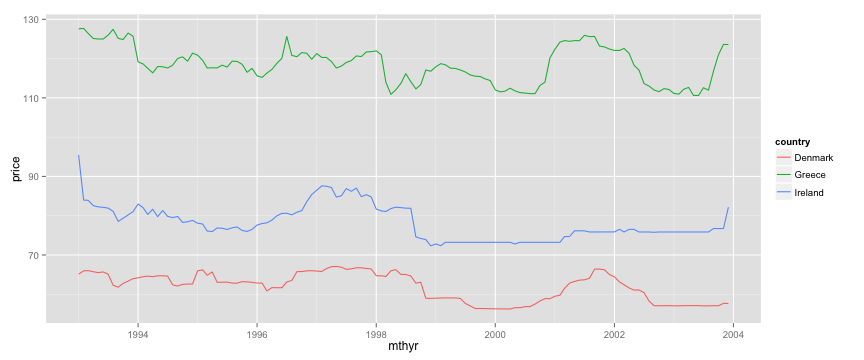 130
110
90
70
price
1994
1996
1998
2000
2002
2004
mthyr
country
Denmark
Greece
Ireland